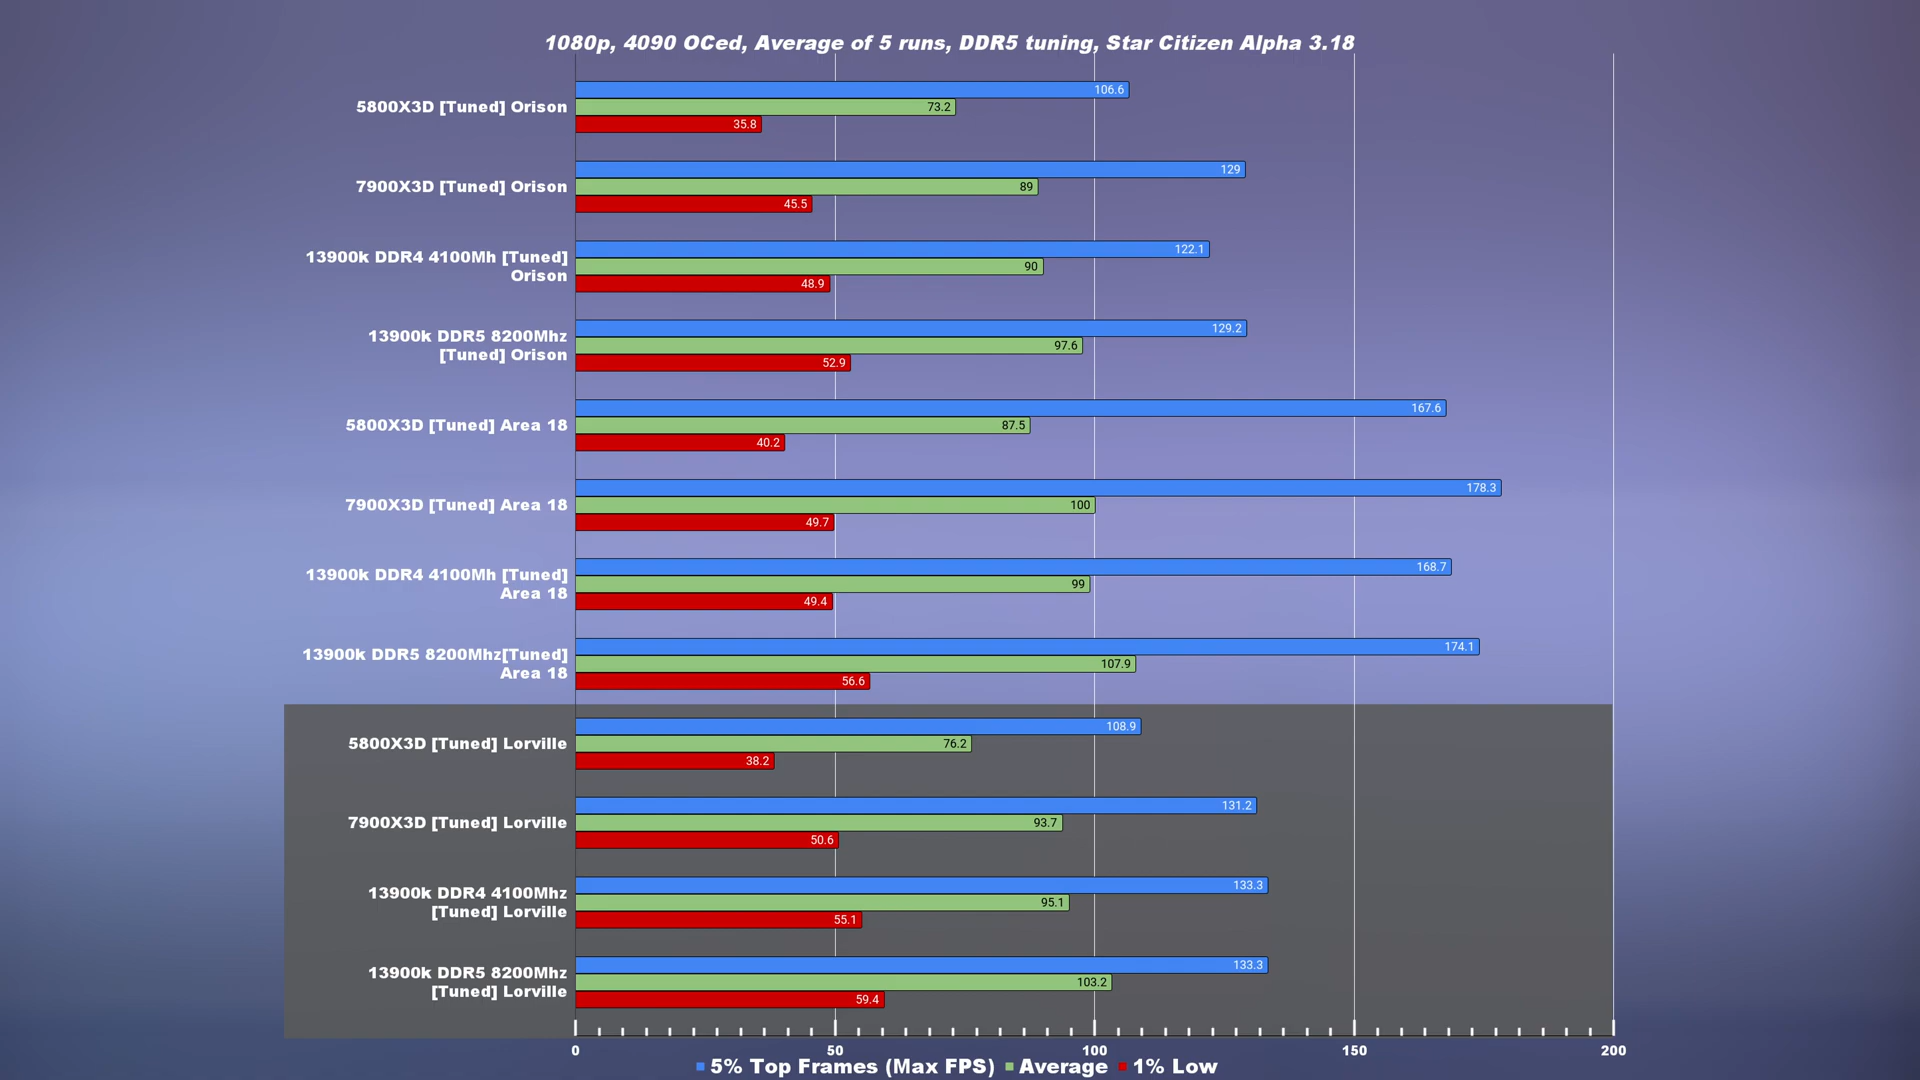 1080p, 4090 OCed, Average of 5 runs, DDR5 tuning, Star Citizen Alpha 3.18
5800X3D [Tuned] Orison
106.6
73.2
35.8
7900X3D [Tuned] Orison
129
89
45.5
13900k DDR4 4100Mh [Tuned]
Orison
122.1
90
48.9
13900k DDR5 8200Mhz
[Tuned] Orison
129.2
97.6
52.9
5800X3D [Tuned] Area 18
167.6
87.5
40.2
7900X3D [Tuned] Area 18
178.3
100
49.7
13900k DDR4 4100Mh [Tuned]
Area 18
168.7
99
49.4
13900k DDR5 8200Mhz[Tuned]
Area 18
174.1
107.9
56.6
5800X3D [Tuned] Lorville
108.9
76.2
38.2
7900X3D [Tuned] Lorville
131.2
93.7
50.6
13900k DDR4 4100Mhz
[Tuned] Lorville
133.3
95.1
55.1
13900k DDR5 8200Mhz
[Tuned] Lorville
133.3
103.2
59.4
0 50 100 150 200
5% Top Frames (Max FPS) Average 1% Low